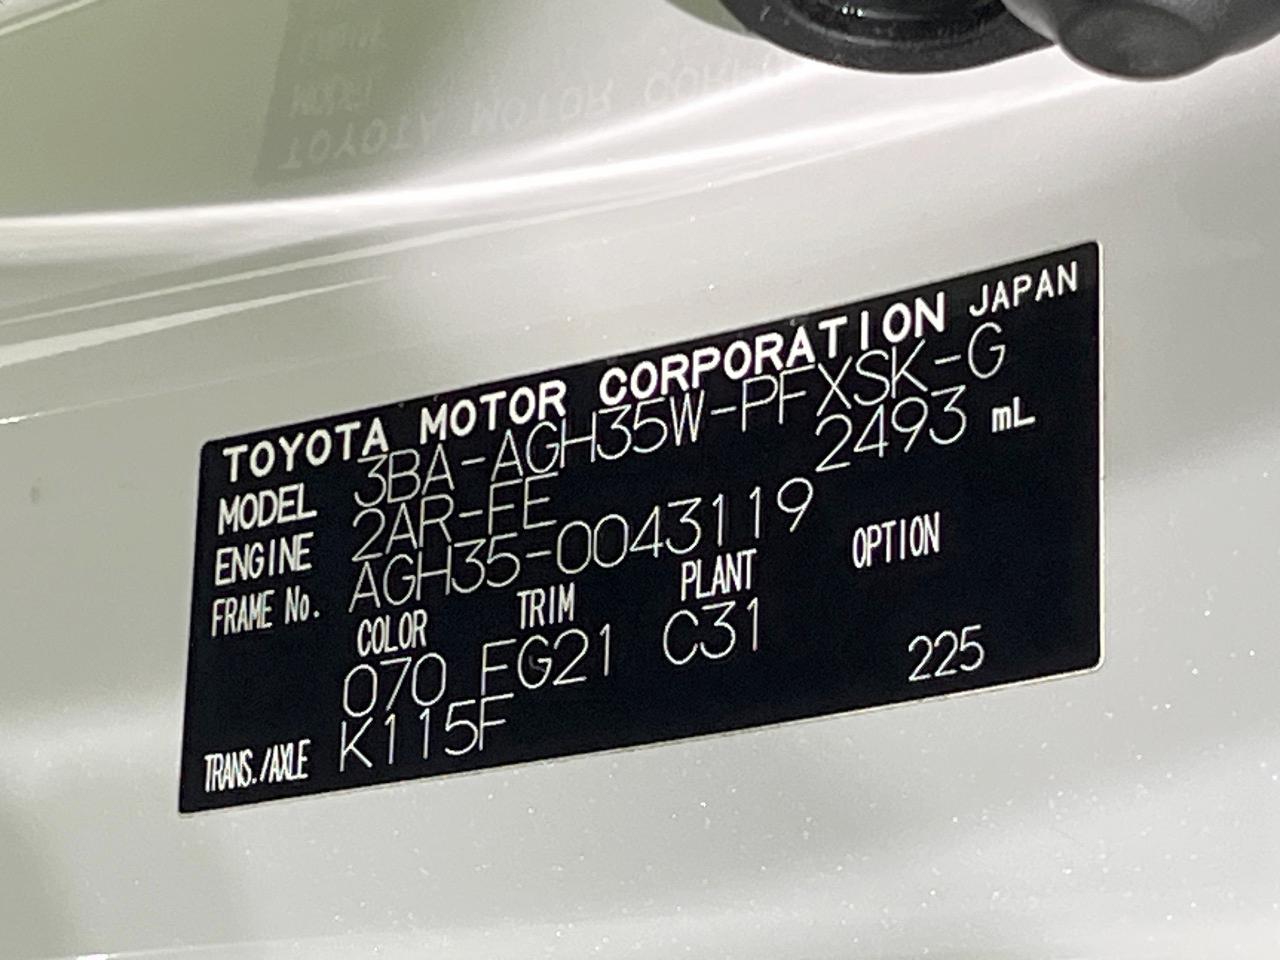 TOYOTA MOTOR CORPORATION JAPAN
MODEL 3BA-AGH35W-PFXSK-G
ENGINE 2AR-FE 2493 mL
FRAME No. AGH35-0043119
COLOR TRIM PLANT OPTION
070 FG21 C31
TRANS./AXLE K115F 225